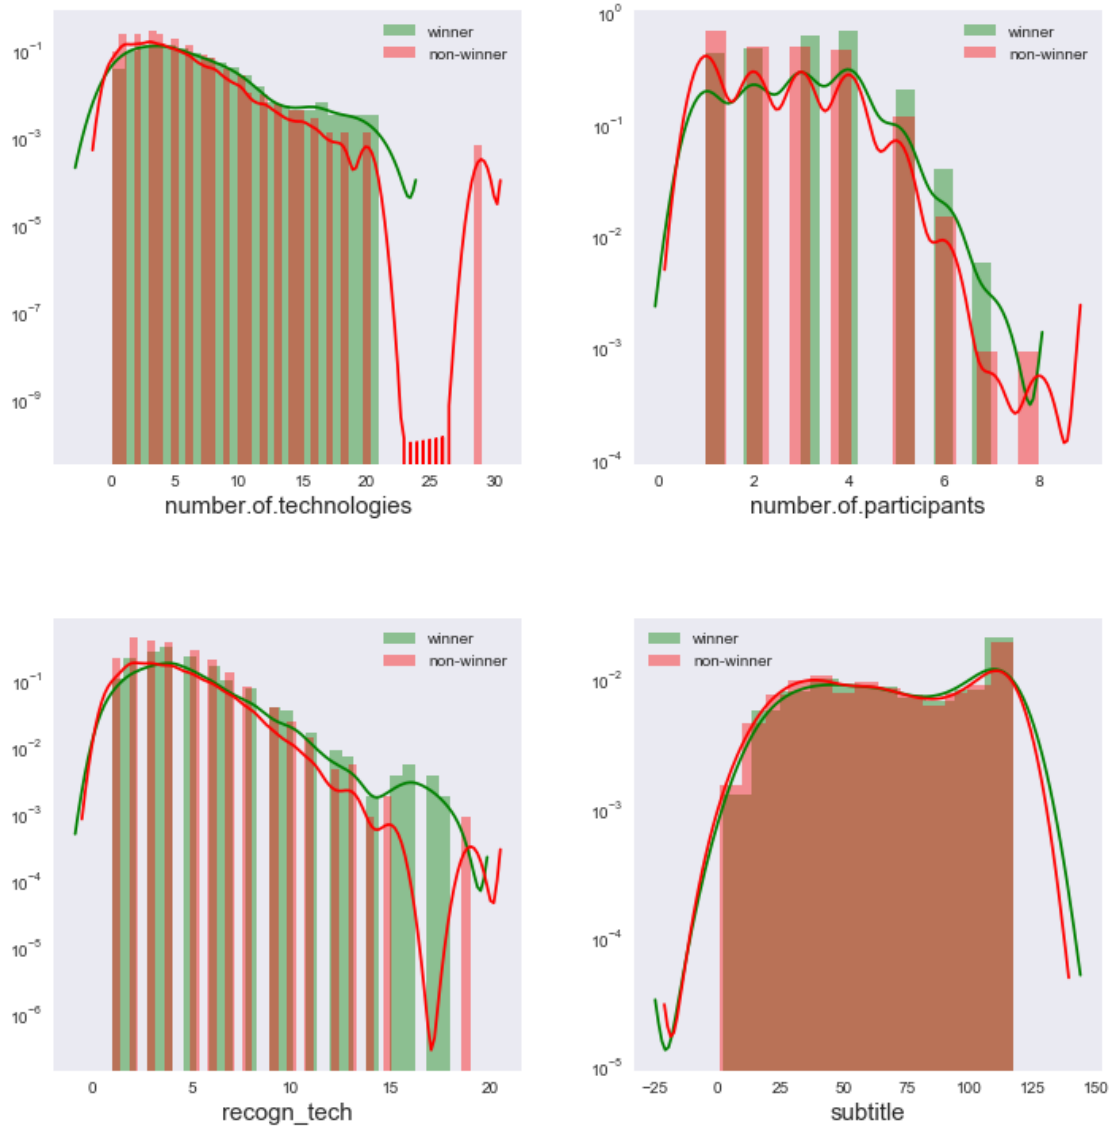 winner
non-winner
10^{-1}
10^{-3}
10^{-5}
10^{-7}
10^{-9}
0 5 10 15 20 25 30
number.of.technologies
winner
non-winner
10^{0}
10^{-1}
10^{-2}
10^{-3}
10^{-4}
0 2 4 6 8
number.of.participants
winner
non-winner
10^{-1}
10^{-2}
10^{-3}
10^{-4}
10^{-5}
10^{-6}
0 5 10 15 20
recogn_tech
winner
non-winner
10^{-2}
10^{-3}
10^{-4}
10^{-5}
−25 0 25 50 75 100 125 150
subtitle